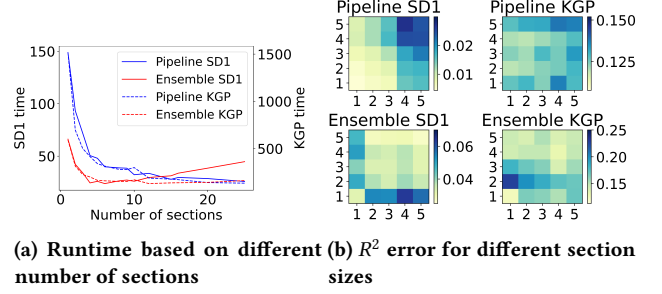 150
100
50
SD1 time
0
10
20
Number of sections
1500
1000
500
KGP time
Pipeline SD1
Ensemble SD1
Pipeline KGP
Ensemble KGP
Pipeline SD1
5
4
3
2
1
1 2 3 4 5
0.02
0.01
Pipeline KGP
5
4
3
2
1
1 2 3 4 5
0.150
0.125
Ensemble SD1
5
4
3
2
1
1 2 3 4 5
0.06
0.04
Ensemble KGP
5
4
3
2
1
1 2 3 4 5
0.25
0.20
0.15
(a) Runtime based on different
number of sections
(b) R² error for different section
sizes